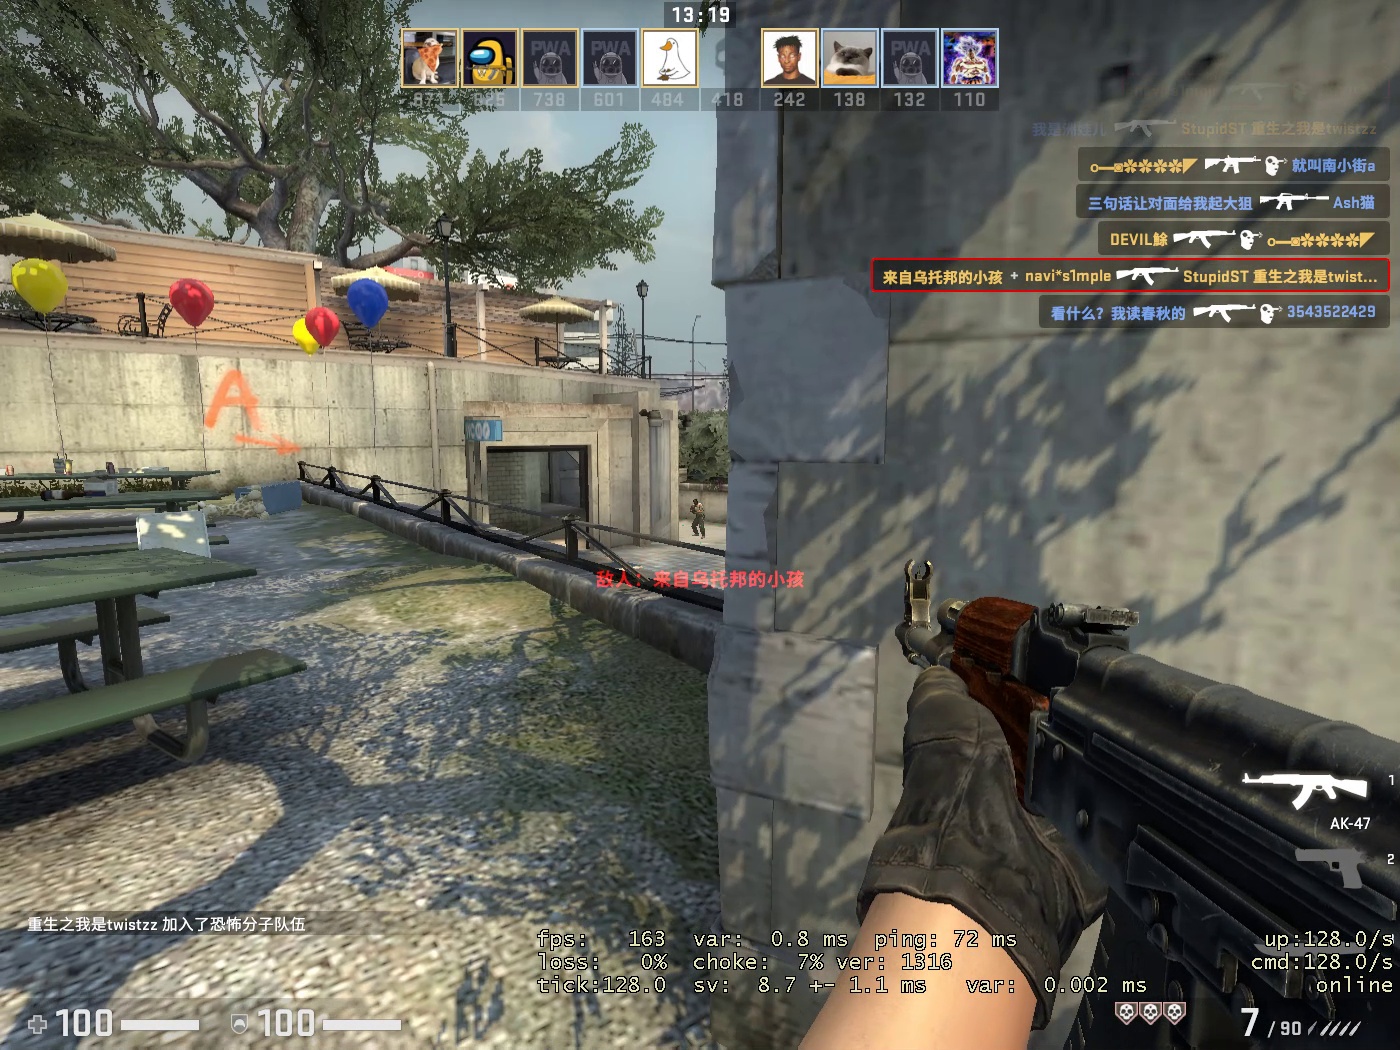 13:19
PWA PWA PWA
738 601 484 418 242 138 132 110
StupidST 重生之我是twistzz
就叫南小街a
三句话让对面给我起大狙 Ash猫
DEVIL鮽
来自乌托邦的小孩 + navi*s1mple StupidST 重生之我是twist...
看什么？我读春秋的 3543522429
A
敌人：来自乌托邦的小孩
1
AK-47
2
重生之我是twistzz 加入了恐怖分子队伍
fps: 163 var: 0.8 ms ping: 72 ms up:128.0/s
loss: 0% choke: 7% ver: 1316 cmd:128.0/s
tick:128.0 sv: 8.7 +- 1.1 ms var: 0.002 ms online
100 100 7 / 90